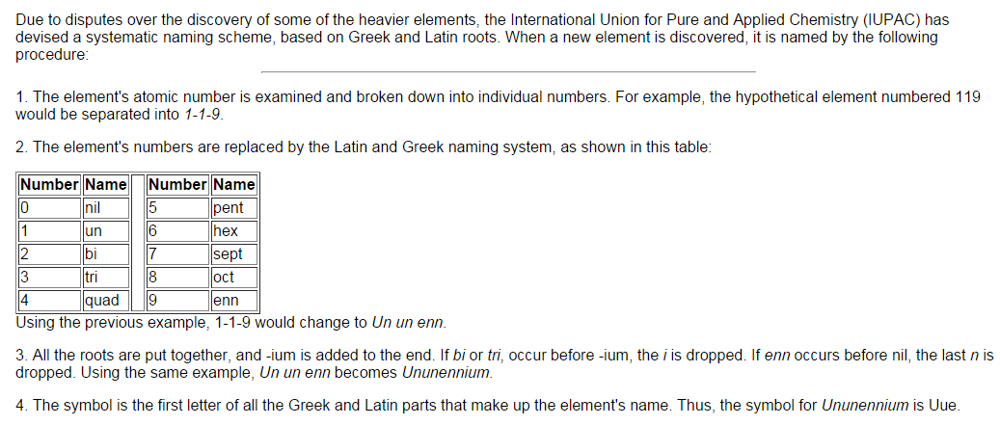 Due to disputes over the discovery of some of the heavier elements, the International Union for Pure and Applied Chemistry (IUPAC) has
devised a systematic naming scheme, based on Greek and Latin roots. When a new element is discovered, it is named by the following
procedure:
1. The element's atomic number is examined and broken down into individual numbers. For example, the hypothetical element numbered 119
would be separated into 1-1-9.
2. The element's numbers are replaced by the Latin and Greek naming system, as shown in this table:
Number Name Number Name
0 nil 5 pent
1 un 6 hex
2 bi 7 sept
3 tri 8 oct
4 quad 9 enn
Using the previous example, 1-1-9 would change to Un un enn.
3. All the roots are put together, and -ium is added to the end. If bi or tri, occur before -ium, the i is dropped. If enn occurs before nil, the last n is
dropped. Using the same example, Un un enn becomes Ununennium.
4. The symbol is the first letter of all the Greek and Latin parts that make up the element's name. Thus, the symbol for Ununennium is Uue.